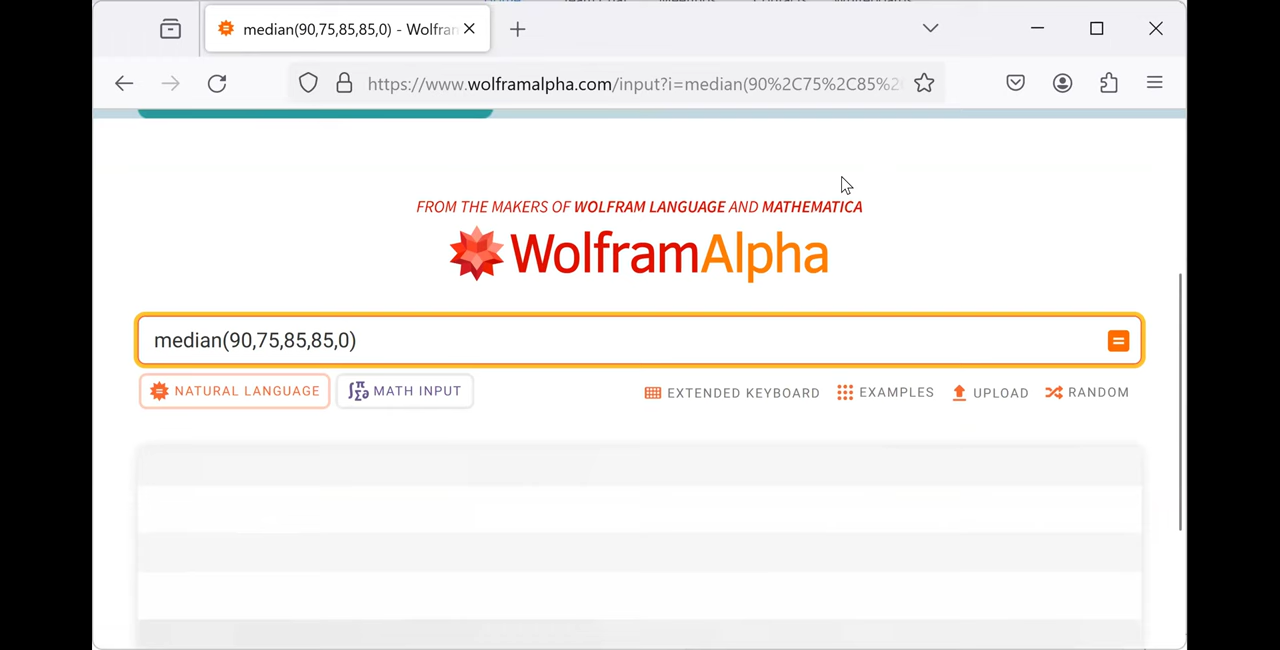 median(90,75,85,85,0) - Wolfram
https://www.wolframalpha.com/input?i=median(90%2C75%2C85%2
FROM THE MAKERS OF WOLFRAM LANGUAGE AND MATHEMATICA
WolframAlpha
median(90,75,85,85,0)
NATURAL LANGUAGE
MATH INPUT
EXTENDED KEYBOARD
EXAMPLES
UPLOAD
RANDOM